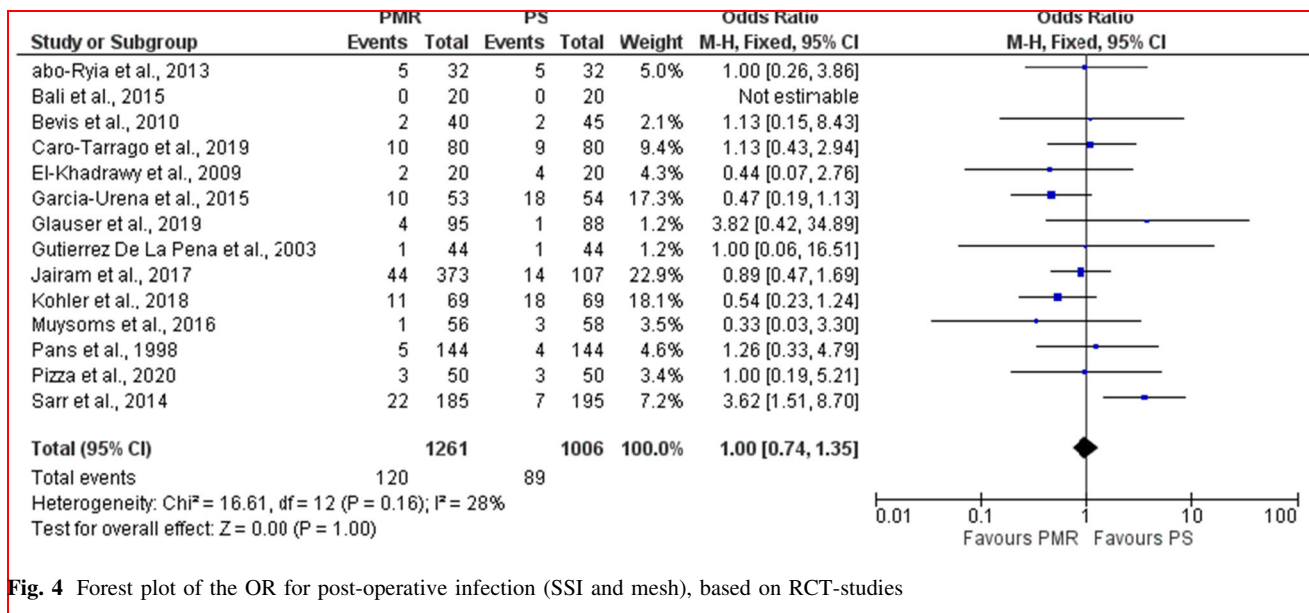 PMR PS Odds Ratio Odds Ratio
Study or Subgroup Events Total Events Total Weight M-H, Fixed, 95% CI M-H, Fixed, 95% CI
abo-Ryia et al., 2013 5 32 5 32 5.0% 1.00 [0.26, 3.86]
Bali et al., 2015 0 20 0 20 Not estimable
Bevis et al., 2010 2 40 2 45 2.1% 1.13 [0.15, 8.43]
Caro-Tarrago et al., 2019 10 80 9 80 9.4% 1.13 [0.43, 2.94]
El-Khadrawy et al., 2009 2 20 4 20 4.3% 0.44 [0.07, 2.76]
Garcia-Urena et al., 2015 10 53 18 54 17.3% 0.47 [0.19, 1.13]
Glauser et al., 2019 4 95 1 88 1.2% 3.82 [0.42, 34.89]
Gutierrez De La Pena et al., 2003 1 44 1 44 1.2% 1.00 [0.06, 16.51]
Jairam et al., 2017 44 373 14 107 22.9% 0.89 [0.47, 1.69]
Kohler et al., 2018 11 69 18 69 18.1% 0.54 [0.23, 1.24]
Muysoms et al., 2016 1 56 3 58 3.5% 0.33 [0.03, 3.30]
Pans et al., 1998 5 144 4 144 4.6% 1.26 [0.33, 4.79]
Pizza et al., 2020 3 50 3 50 3.4% 1.00 [0.19, 5.21]
Sarr et al., 2014 22 185 7 195 7.2% 3.62 [1.51, 8.70]
Total (95% CI) 1261 1006 100.0% 1.00 [0.74, 1.35]
Total events 120 89
Heterogeneity: Chi² = 16.61, df = 12 (P = 0.16); I² = 28%
Test for overall effect: Z = 0.00 (P = 1.00)
0.01 0.1 1 10 100
Favours PMR Favours PS
Fig. 4 Forest plot of the OR for post-operative infection (SSI and mesh), based on RCT-studies